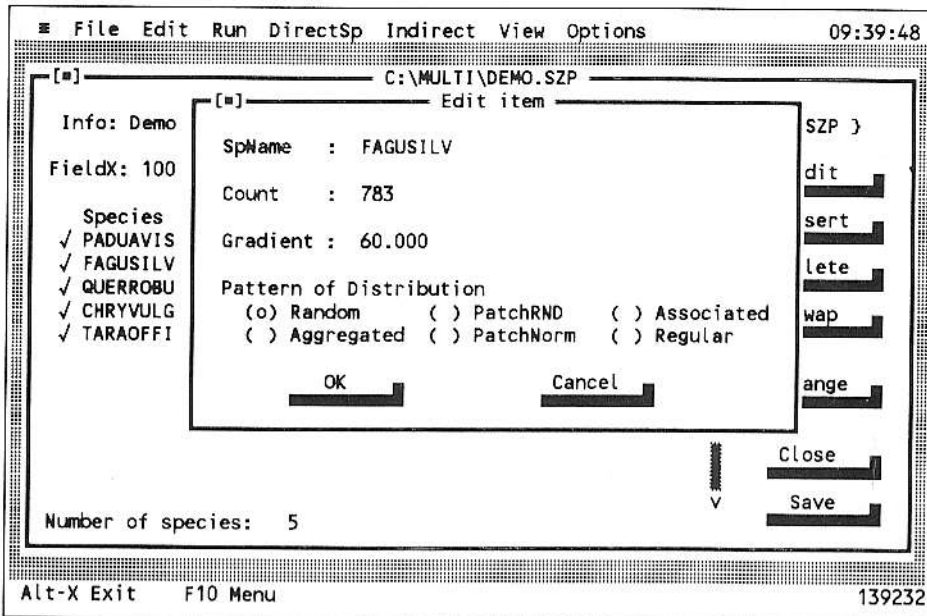 ≡ File Edit Run DirectSp Indirect View Options 09:39:48
[■] C:\MULTI\DEMO.SZP
[■] Edit item
Info: Demo SZP }
SpName : FAGUSILV
FieldX: 100 dit
Count : 783
Species sert
√ PADUAVIS
Gradient : 60.000
√ FAGUSILV lete
√ QUERROBU
Pattern of Distribution
√ CHRYVULG wap
(o) Random ( ) PatchRND ( ) Associated
√ TARAOFFI
( ) Aggregated ( ) PatchNorm ( ) Regular
OK Cancel ange
Close
v Save
Number of species: 5
Alt-X Exit F10 Menu 139232